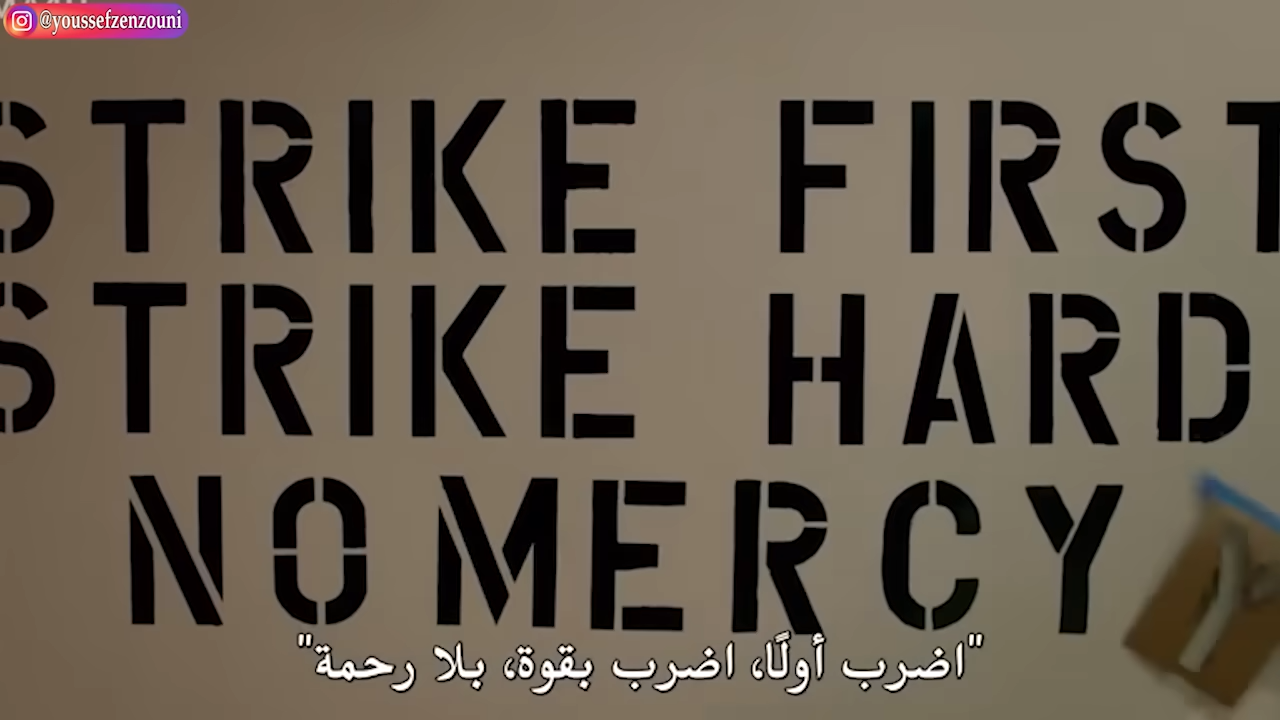 @youssefzenzouni
STRIKE FIRST
STRIKE HARD
NO MERCY
"اضرب أولًا، اضرب بقوة، بلا رحمة"